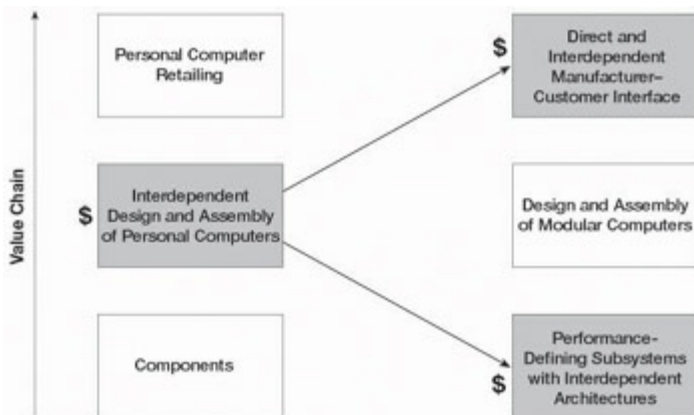 Value Chain
Personal Computer
Retailing
$
Interdependent
Design and Assembly
of Personal Computers
Components
$
Direct and
Interdependent
Manufacturer–
Customer Interface
Design and Assembly
of Modular Computers
$
Performance-
Defining Subsystems
with Interdependent
Architectures